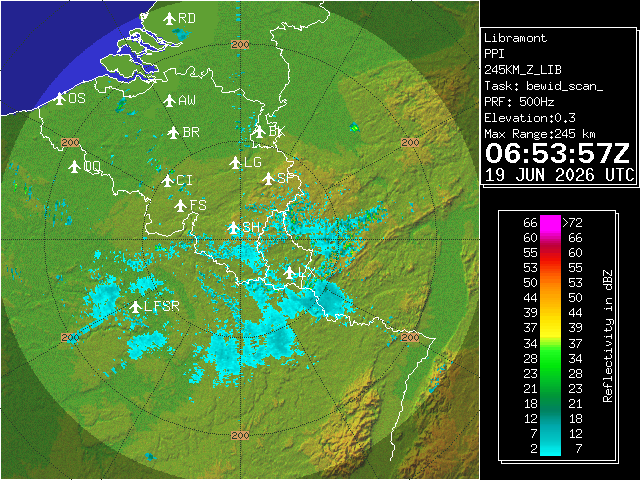 RD
200
OS
AW
BR
BK
200
200
QQ
LG
CI
SP
FS
SH
LX
LFSR
200
200
200
Libramont
PPI
245KM_Z_LIB
Task: bewid_scan_
PRF: 500Hz
Elevation:0.3
Max Range:245 km
06:53:57Z
19 JUN 2026 UTC
66 >72
60 66
55 60
53 55
50 53
44 50
39 44
37 39
34 37
28 34
23 28
21 23
18 21
12 18
7 12
2 7
Reflectivity in dBZ